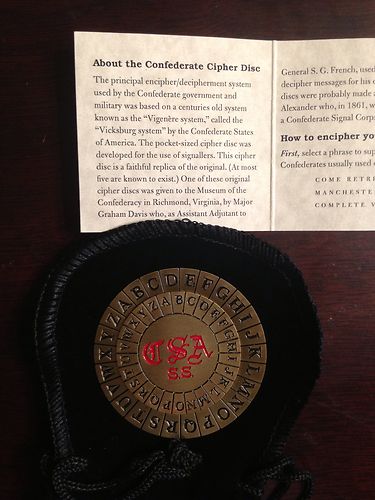 About the Confederate Cipher Disc
The principal encipher/decipherment system
used by the Confederate government and
military was based on a centuries old system
known as the "Vigenère system," called the
"Vicksburg system" by the Confederate States
of America. The pocket-sized cipher disc was
developed for the use of signallers. This cipher
disc is a faithful replica of the original. (At most
five are known to exist.) One of these original
cipher discs was given to the Museum of the
Confederacy in Richmond, Virginia, by Major
Graham Davis who, as Assistant Adjutant to
General S. G. French, used
decipher messages for his
discs were probably made
Alexander who, in 1861, w
a Confederate Signal Corp
How to encipher yo
First, select a phrase to sup
Confederates usually used
COME RETR
MANCHESTE
COMPLETE V
A B C D E F G H I J K L M N O P Q R S T U V W X Y Z
A B C D E F G H I J K L M N O P Q R S T U V W X Y Z
CSA
S.S.